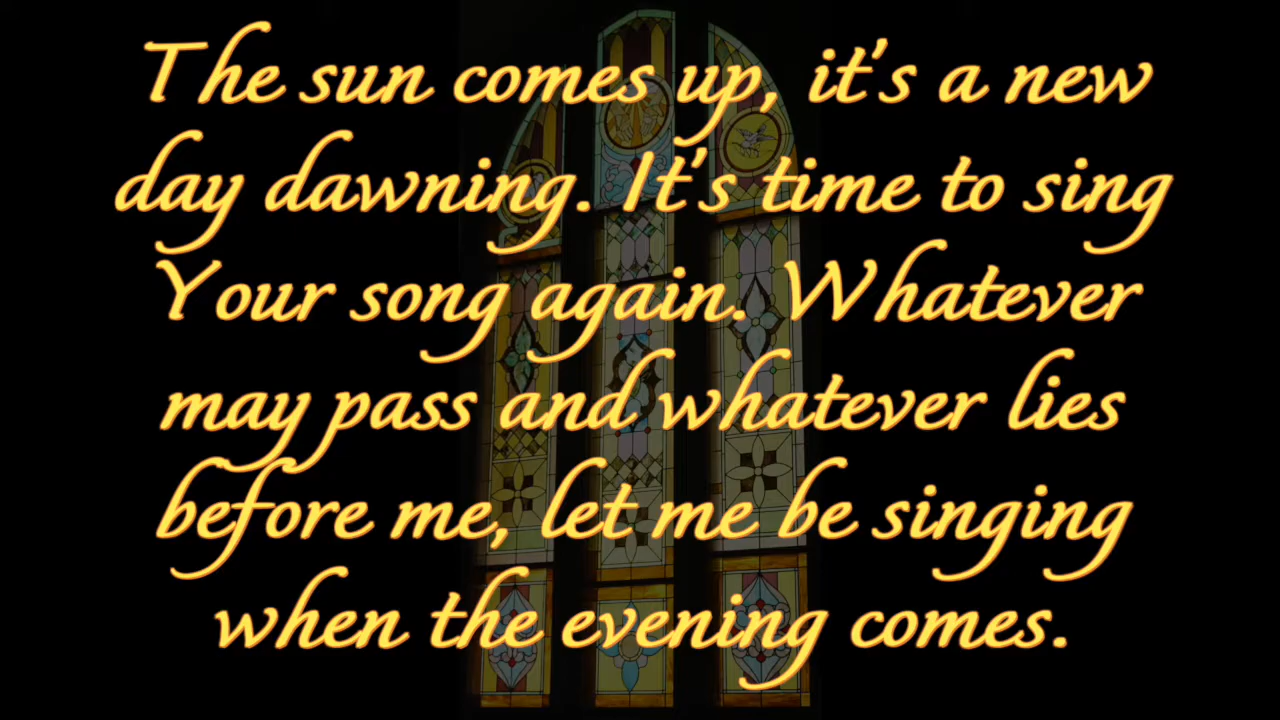 The sun comes up, it's a new
day dawning. It's time to sing
Your song again. Whatever
may pass and whatever lies
before me, let me be singing
when the evening comes.